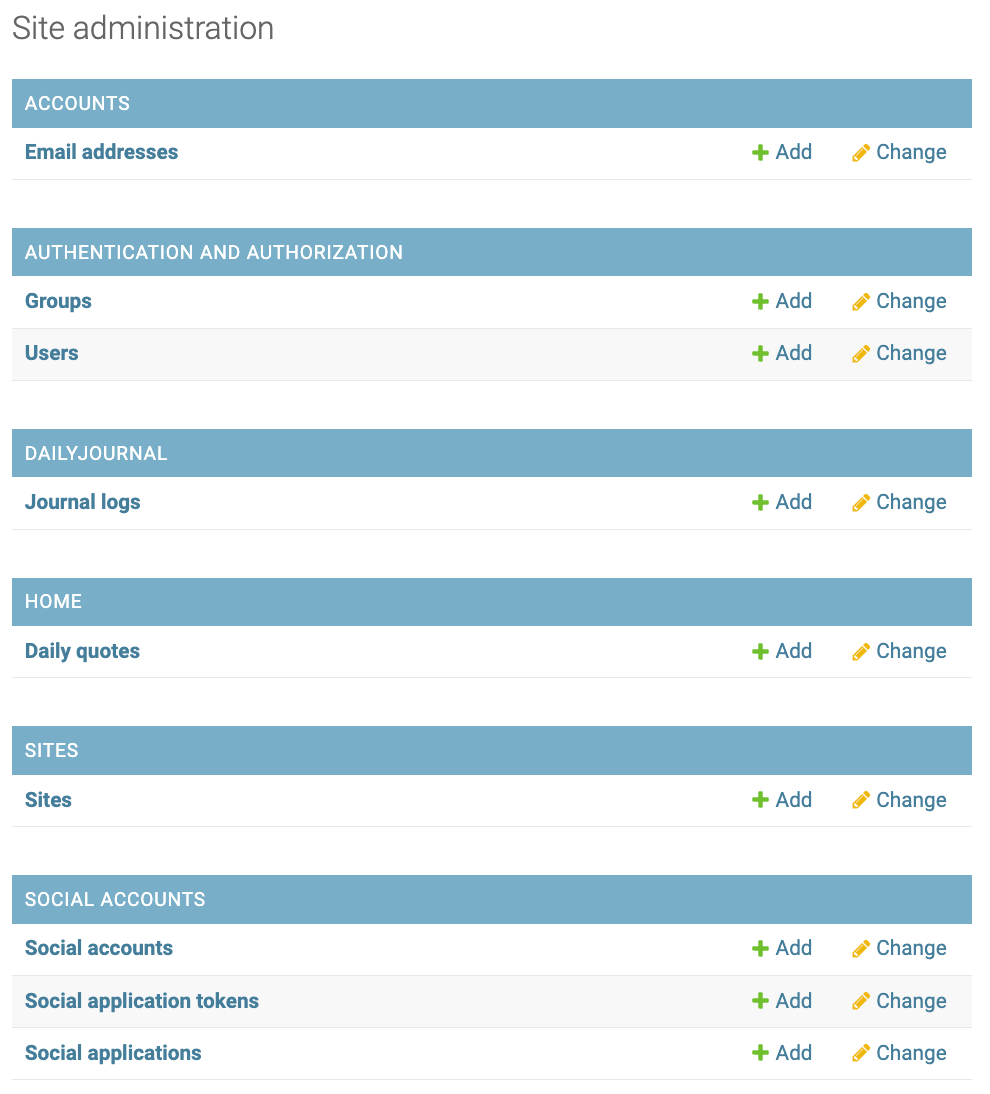 Site administration
ACCOUNTS
Email addresses Add Change
AUTHENTICATION AND AUTHORIZATION
Groups Add Change
Users Add Change
DAILYJOURNAL
Journal logs Add Change
HOME
Daily quotes Add Change
SITES
Sites Add Change
SOCIAL ACCOUNTS
Social accounts Add Change
Social application tokens Add Change
Social applications Add Change